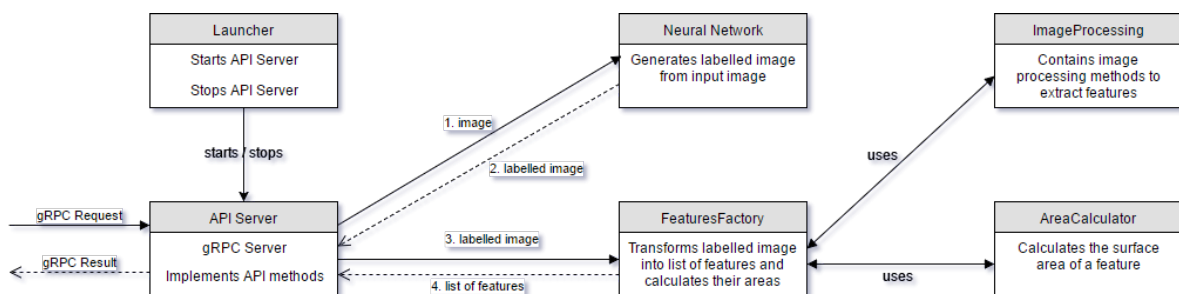 Launcher
Starts API Server
Stops API Server
Neural Network
Generates labelled image
from input image
ImageProcessing
Contains image
processing methods to
extract features
1. image
2. labelled image
starts / stops
uses
gRPC Request
API Server
gRPC Server
Implements API methods
gRPC Result
3. labelled image
4. list of features
FeaturesFactory
Transforms labelled image
into list of features and
calculates their areas
uses
AreaCalculator
Calculates the surface
area of a feature